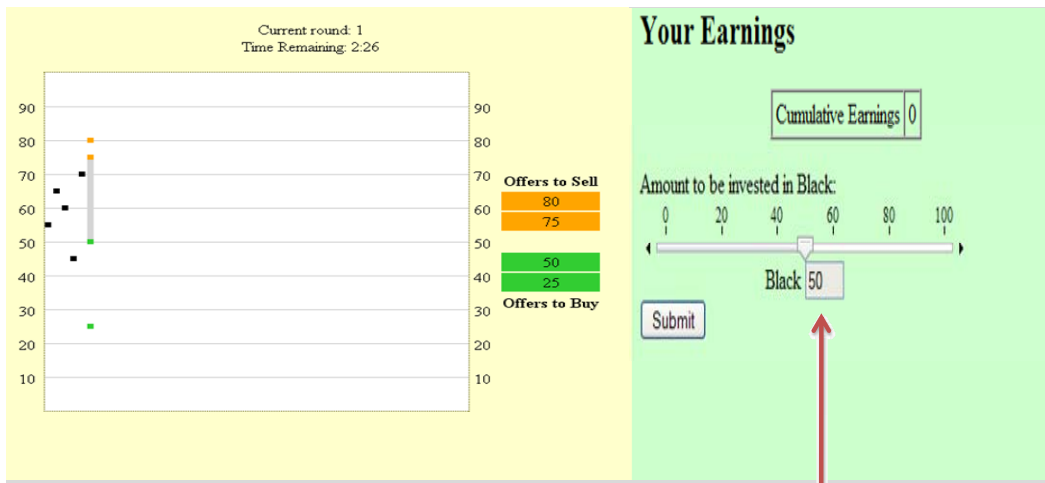 Current round: 1
Time Remaining: 2:26
90
80
70
60
50
40
30
20
10
90
80
70
60
50
40
30
20
10
Offers to Sell
80
75
50
25
Offers to Buy
Your Earnings
Cumulative Earnings 0
Amount to be invested in Black:
0 20 40 60 80 100
Black 50
Submit